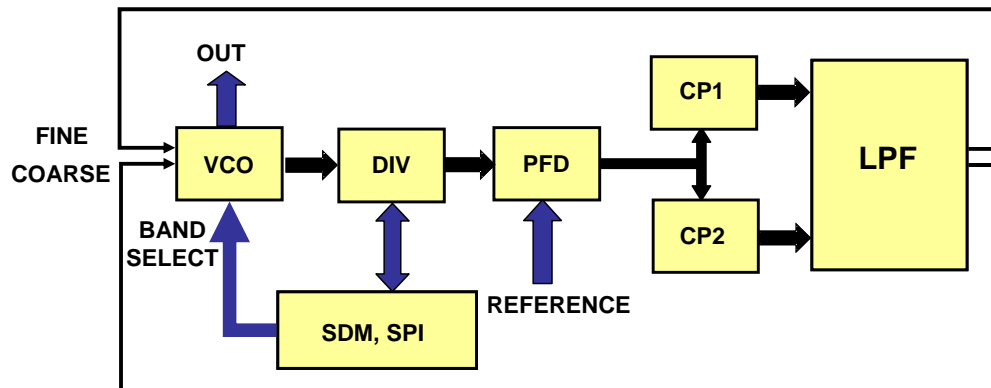 OUT
FINE
COARSE
VCO
DIV
PFD
CP1
CP2
LPF
BAND
SELECT
REFERENCE
SDM, SPI